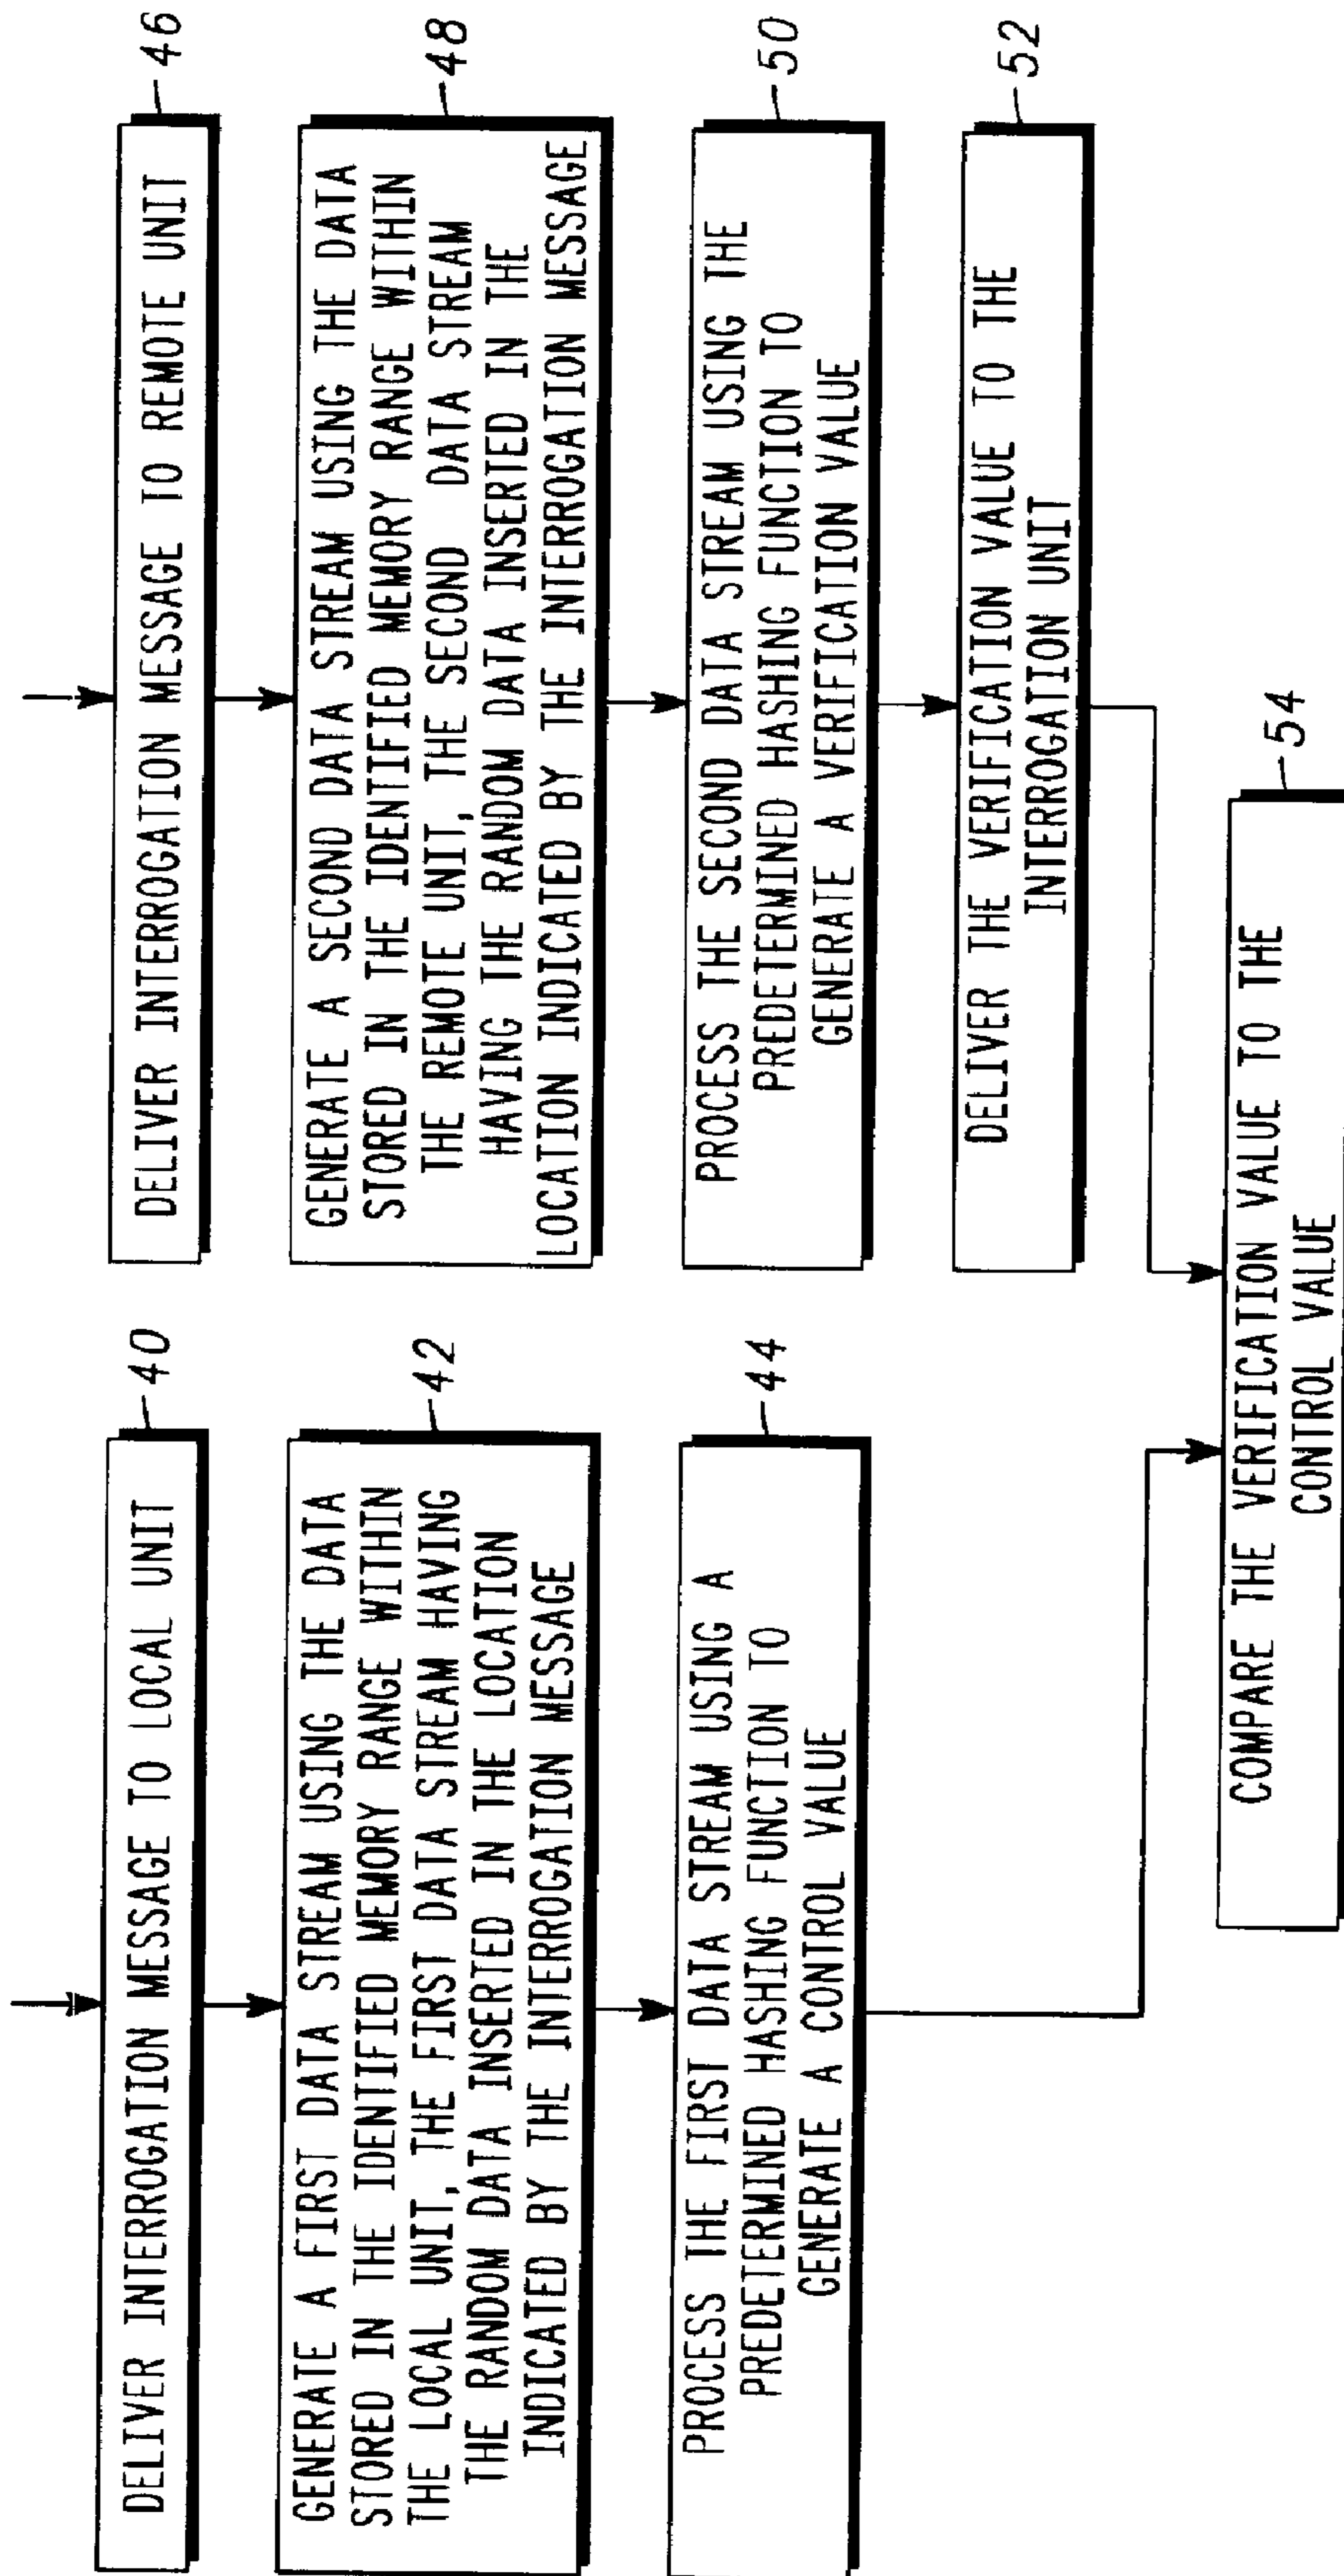 40
DELIVER INTERROGATION MESSAGE TO LOCAL UNIT
42
GENERATE A FIRST DATA STREAM USING THE DATA
STORED IN THE IDENTIFIED MEMORY RANGE WITHIN
THE LOCAL UNIT, THE FIRST DATA STREAM HAVING
THE RANDOM DATA INSERTED IN THE LOCATION
INDICATED BY THE INTERROGATION MESSAGE
44
PROCESS THE FIRST DATA STREAM USING A
PREDETERMINED HASHING FUNCTION TO
GENERATE A CONTROL VALUE
46
DELIVER INTERROGATION MESSAGE TO REMOTE UNIT
48
GENERATE A SECOND DATA STREAM USING THE DATA
STORED IN THE IDENTIFIED MEMORY RANGE WITHIN
THE REMOTE UNIT, THE SECOND DATA STREAM
HAVING THE RANDOM DATA INSERTED IN THE
LOCATION INDICATED BY THE INTERROGATION MESSAGE
50
PROCESS THE SECOND DATA STREAM USING THE
PREDETERMINED HASHING FUNCTION TO
GENERATE A VERIFICATION VALUE
52
DELIVER THE VERIFICATION VALUE TO THE
INTERROGATION UNIT
54
COMPARE THE VERIFICATION VALUE TO THE
CONTROL VALUE